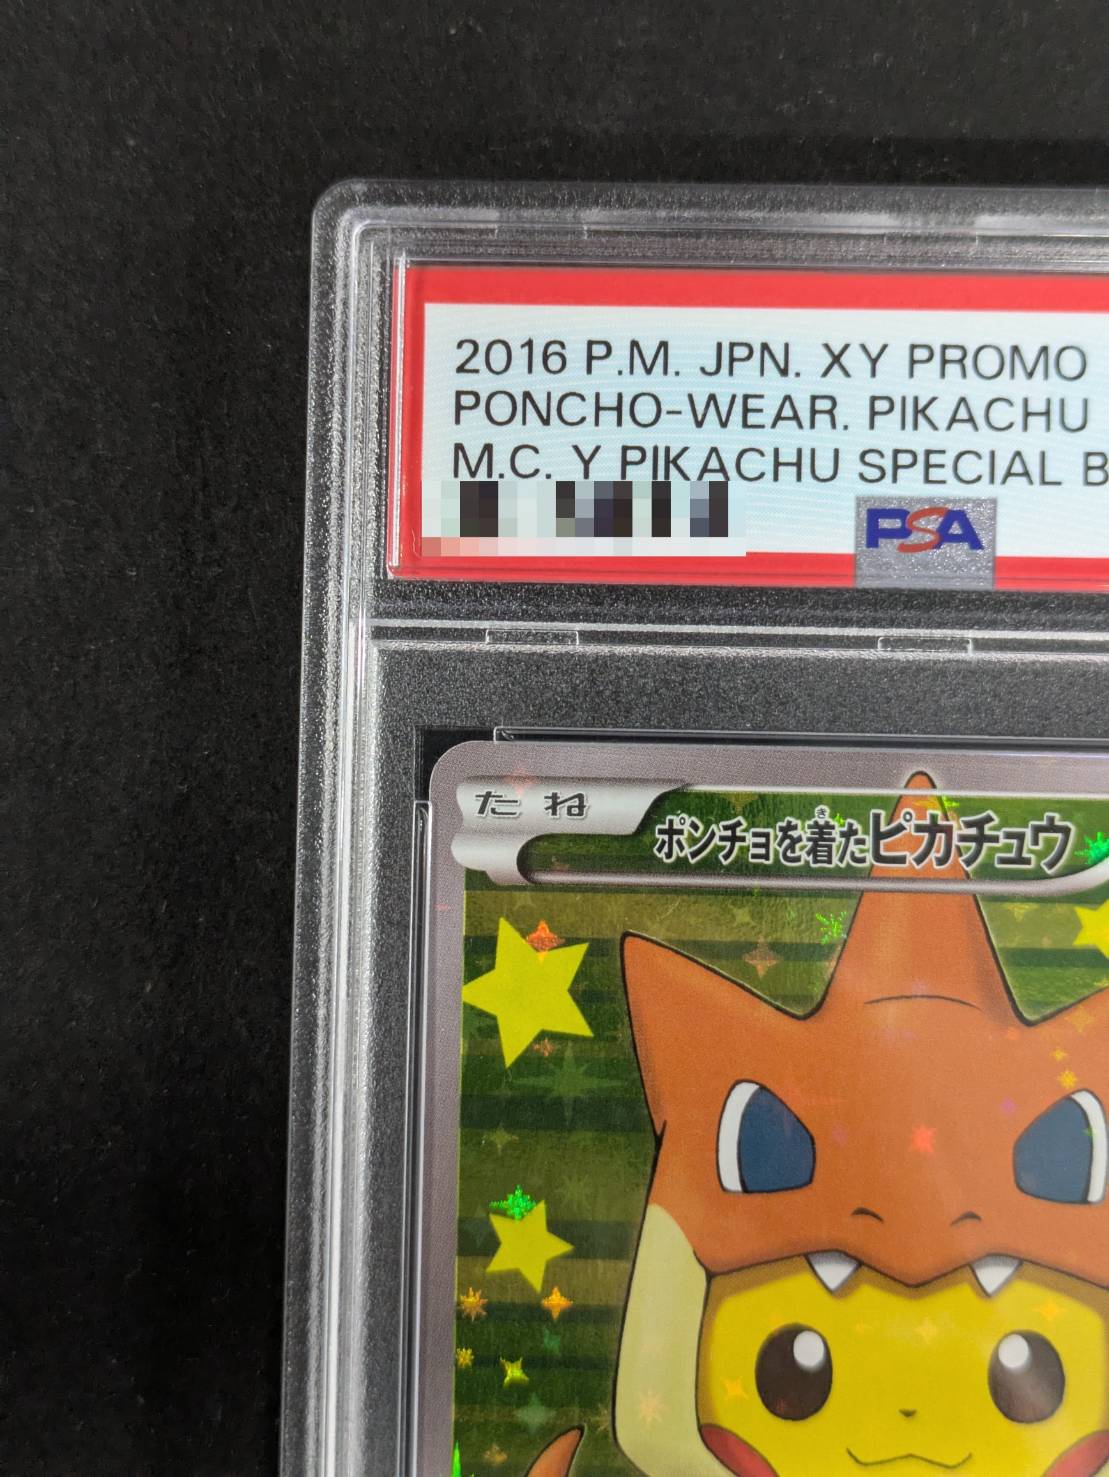 2016 P.M. JPN. XY PROMO
PONCHO-WEAR. PIKACHU
M.C. Y PIKACHU SPECIAL B
PSA
たね
ポンチョを着たピカチュウ
き